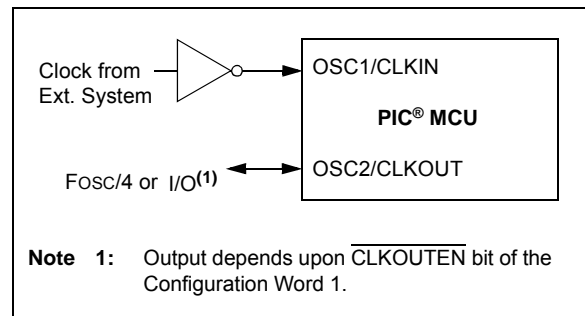 Clock from
Ext. System
OSC1/CLKIN
PIC® MCU
FOSC/4 or I/O(1)
OSC2/CLKOUT
Note 1: Output depends upon CLKOUTEN bit of the
Configuration Word 1.